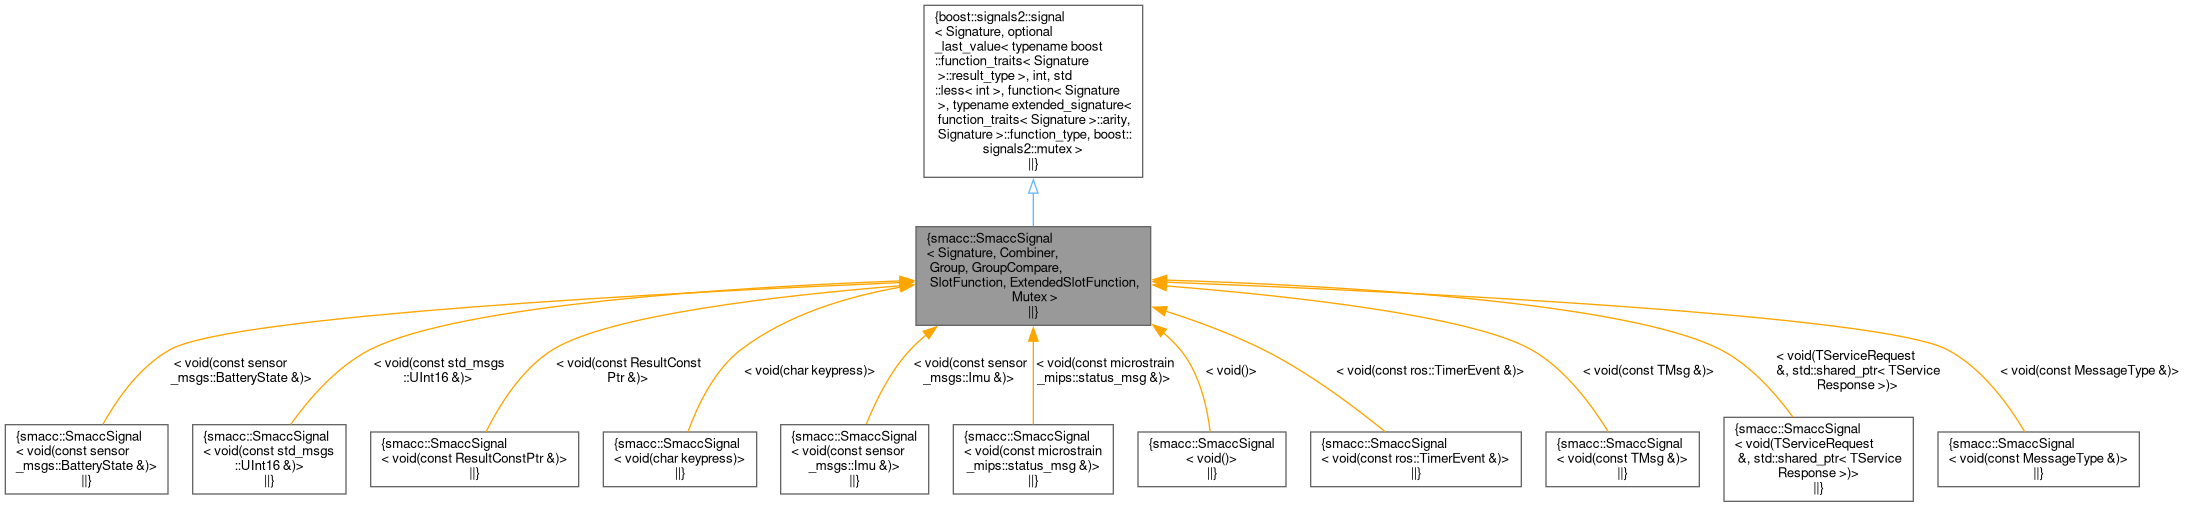 {boost::signals2::signal
< Signature, optional
_last_value< typename boost
::function_traits< Signature
 >::result_type >, int, std
::less< int >, function< Signature
 >, typename extended_signature<
 function_traits< Signature >::arity,
 Signature >::function_type, boost::
signals2::mutex >
||}
{smacc::SmaccSignal
< Signature, Combiner,
 Group, GroupCompare,
 SlotFunction, ExtendedSlotFunction,
 Mutex >
||}
< void(const sensor
_msgs::BatteryState &)>
< void(const std_msgs
::UInt16 &)>
< void(const ResultConst
Ptr &)>
< void(char keypress)>
< void(const sensor
_msgs::Imu &)>
< void(const microstrain
_mips::status_msg &)>
< void()>
< void(const ros::TimerEvent &)>
< void(const TMsg &)>
< void(TServiceRequest
&, std::shared_ptr< TService
Response >)>
< void(const MessageType &)>
{smacc::SmaccSignal
< void(const sensor
_msgs::BatteryState &)>
||}
{smacc::SmaccSignal
< void(const std_msgs
::UInt16 &)>
||}
{smacc::SmaccSignal
< void(const ResultConstPtr &)>
||}
{smacc::SmaccSignal
< void(char keypress)>
||}
{smacc::SmaccSignal
< void(const sensor
_msgs::Imu &)>
||}
{smacc::SmaccSignal
< void(const microstrain
_mips::status_msg &)>
||}
{smacc::SmaccSignal
< void()>
||}
{smacc::SmaccSignal
< void(const ros::TimerEvent &)>
||}
{smacc::SmaccSignal
< void(const TMsg &)>
||}
{smacc::SmaccSignal
< void(TServiceRequest
 &, std::shared_ptr< TService
Response >)>
||}
{smacc::SmaccSignal
< void(const MessageType &)>
||}